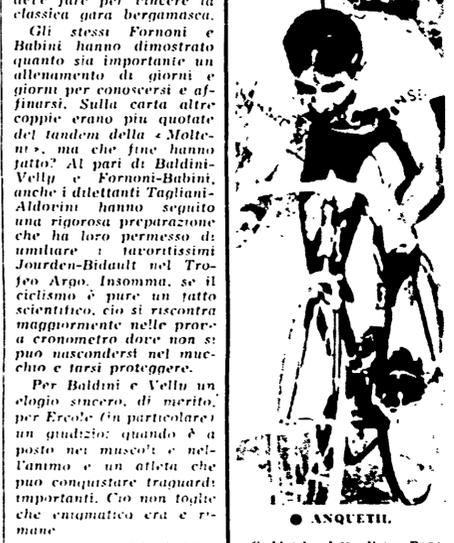 deve fare per vincere la
classica gara bergamasca.
Gli stessi Fornoni e
Babini hanno dimostrato
quanto sia importante un
allenamento di giorni e
giorni per conoscersi e af-
finarsi. Sulla carta altre
coppie erano più quotate
del tandem della « Molte-
ni », ma che fine hanno
fatto? Al pari di Baldini-
Velly e Fornoni-Babini,
anche i dilettanti Tagliani-
Aldorini hanno seguito
una rigorosa preparazione
che ha loro permesso di
umiliare i favoritissimi
Jourden-Bidault nel Tro-
feo Argo. Insomma, se il
ciclismo è pure un fatto
scientifico, ciò si riscontra
maggiormente nelle prove
a cronometro dove non si
può nascondersi nel muc-
chio e farsi proteggere.
Per Baldini e Velly un
elogio sincero, di merito,
per Ercole (in particolare)
un giudizio: quando è a
posto nei muscoli e nel-
l'animo è un atleta che
può conquistare traguardi
importanti. Ciò non toglie
che enigmatico era e ri-
mane
● ANQUETIL